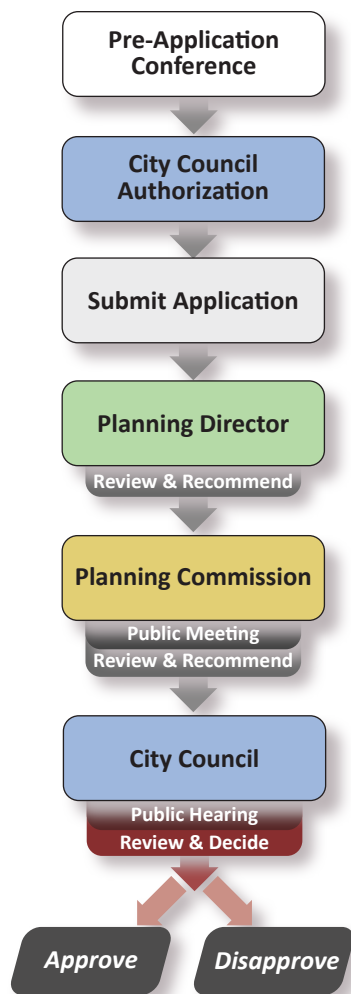 Pre-Application
Conference
City Council
Authorization
Submit Application
Planning Director
Review & Recommend
Planning Commission
Public Meeting
Review & Recommend
City Council
Public Hearing
Review & Decide
Approve
Disapprove